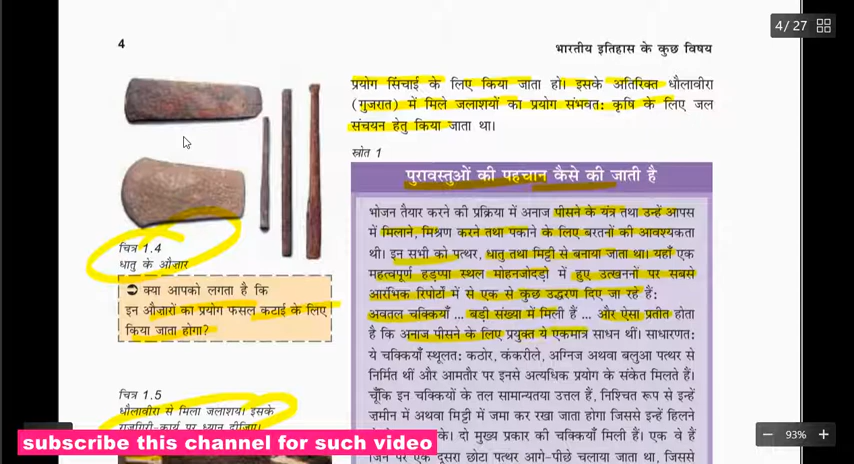 4/27
4
भारतीय इतिहास के कुछ विषय
प्रयोग सिंचाई के लिए किया जाता हो। इसके अतिरिक्त धौलावीरा
(गुजरात) में मिले जलाशयों का प्रयोग संभवत: कृषि के लिए जल
संचयन हेतु किया जाता था।
स्रोत 1
पुरावस्तुओं की पहचान कैसे की जाती है
भोजन तैयार करने की प्रक्रिया में अनाज पीसने के यंत्र तथा उन्हें आपस
में मिलाने, मिश्रण करने तथा पकाने के लिए बरतनों की आवश्यकता
थी। इन सभी को पत्थर, धातु तथा मिट्टी से बनाया जाता था। यहाँ एक
महत्वपूर्ण हड़प्पा स्थल मोहनजोदड़ो में हुए उत्खननों पर सबसे
आरंभिक रिपोर्टों में से एक से कुछ उद्धरण दिए जा रहे हैं:
अवतल चक्कियाँ ... बड़ी संख्या में मिली हैं ... और ऐसा प्रतीत होता
है कि अनाज पीसने के लिए प्रयुक्त ये एकमात्र साधन थीं। साधारणत:
ये चक्कियाँ स्थूलत: कठोर, कंकरीले, अग्निज अथवा बलुआ पत्थर से
निर्मित थीं और आमतौर पर इनसे अत्यधिक प्रयोग के संकेत मिलते हैं।
चूँकि इन चक्कियों के तल सामान्यतया उत्तल हैं, निश्चित रूप से इन्हें
जमीन में अथवा मिट्टी में जमा कर रखा जाता होगा जिससे इन्हें हिलने
के। दो मुख्य प्रकार की चक्कियाँ मिली हैं। एक वे हैं
जिन पर एक दूसरा छोटा पत्थर आगे-पीछे चलाया जाता था, जिससे
चित्र 1.4
धातु के औज़ार
क्या आपको लगता है कि
इन औज़ारों का प्रयोग फसल कटाई के लिए
किया जाता होगा?
चित्र 1.5
धौलावीरा से मिला जलाशय। इसके
राजगिरी-कार्य पर ध्यान दीजिए।
subscribe this channel for such video
93%